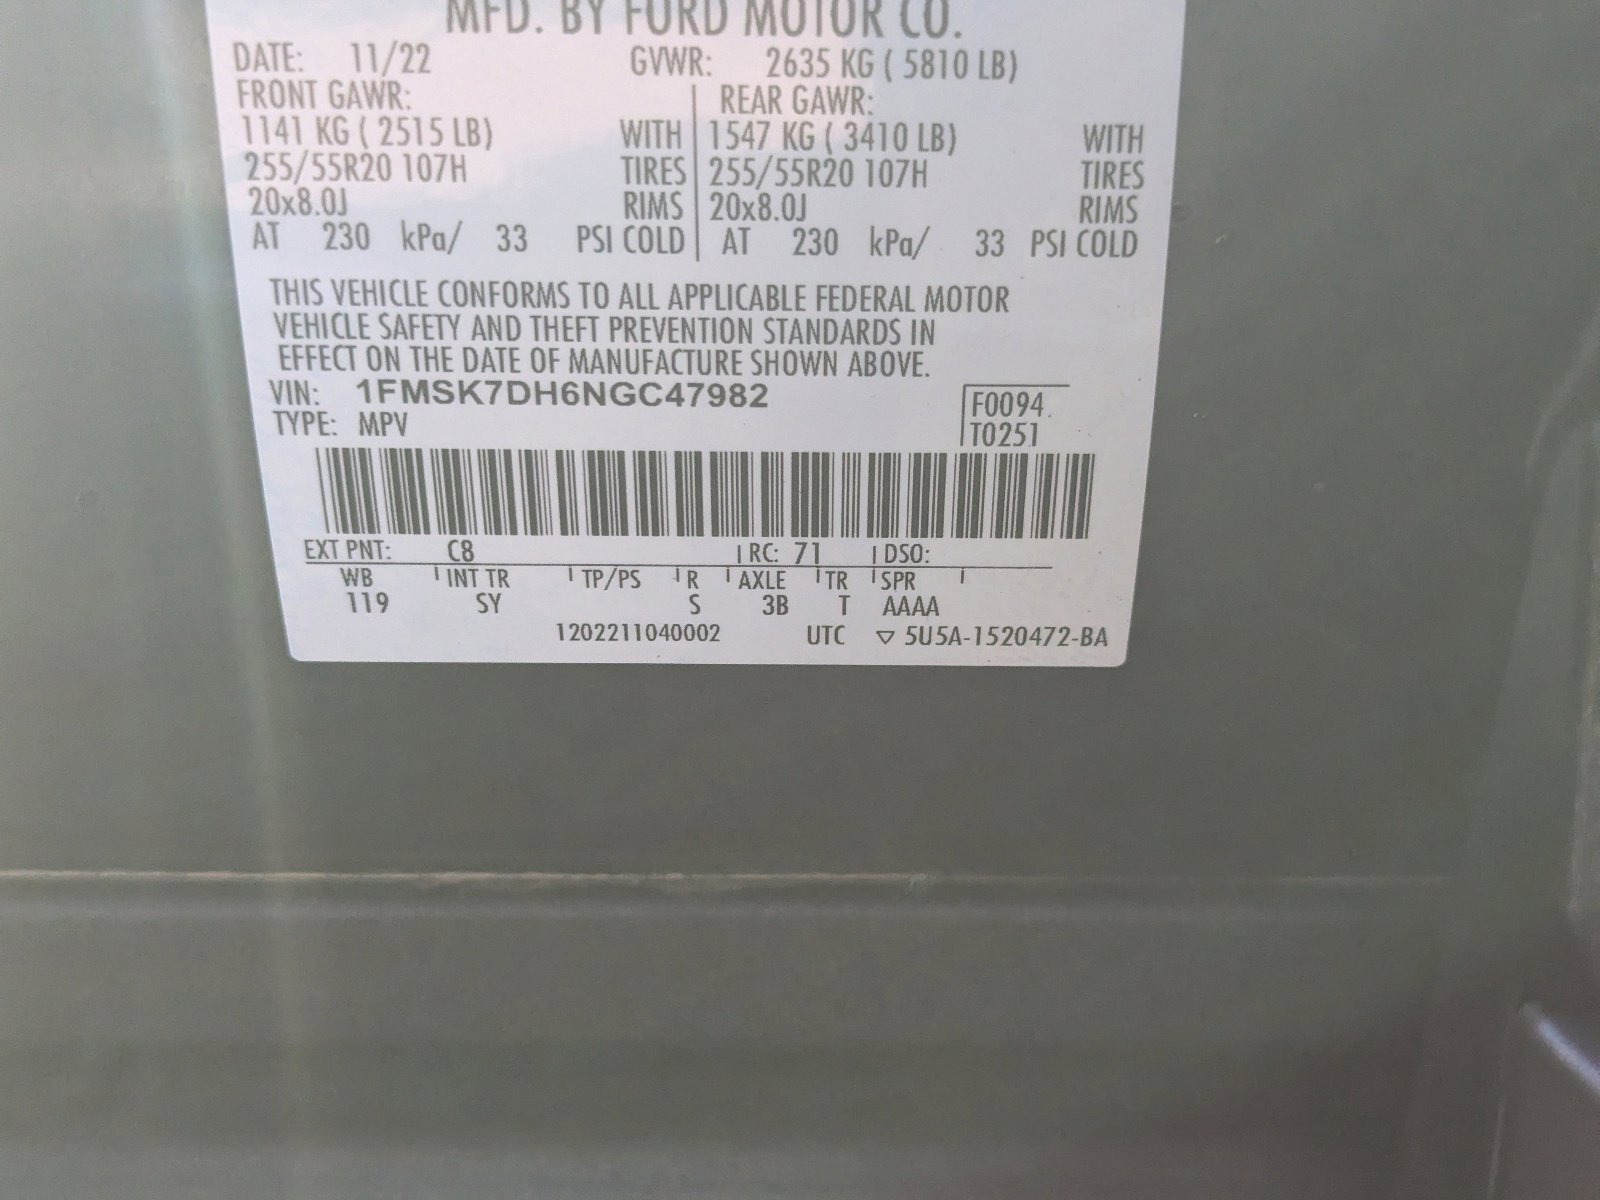 MFD. BY FORD MOTOR CO.
DATE: 11/22 GVWR: 2635 KG ( 5810 LB)
FRONT GAWR: REAR GAWR:
1141 KG ( 2515 LB) WITH 1547 KG ( 3410 LB) WITH
255/55R20 107H TIRES 255/55R20 107H TIRES
20x8.0J RIMS 20x8.0J RIMS
AT 230 kPa/ 33 PSI COLD AT 230 kPa/ 33 PSI COLD
THIS VEHICLE CONFORMS TO ALL APPLICABLE FEDERAL MOTOR
VEHICLE SAFETY AND THEFT PREVENTION STANDARDS IN
EFFECT ON THE DATE OF MANUFACTURE SHOWN ABOVE.
VIN: 1FMSK7DH6NGC47982
F0094
TYPE: MPV
T0251
EXT PNT: C8 RC: 71 DSO:
WB INT TR TP/PS R AXLE TR SPR
119 SY S 3B T AAAA
1202211040002 UTC ▽ 5U5A-1520472-BA